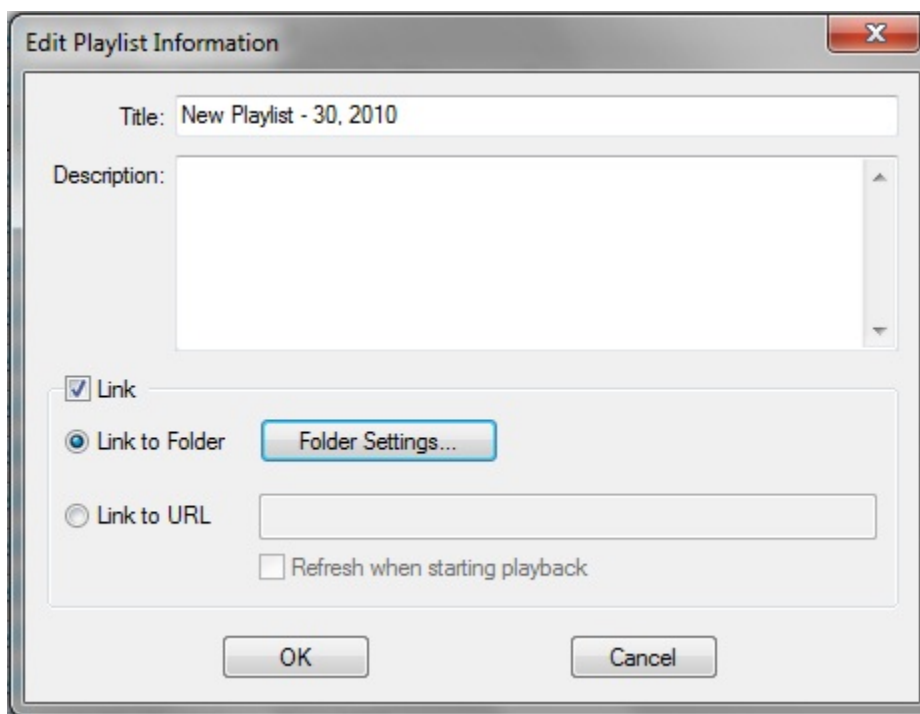 Edit Playlist Information
Title: New Playlist - 30, 2010
Description:
Link
Link to Folder Folder Settings...
Link to URL
Refresh when starting playback
OK Cancel